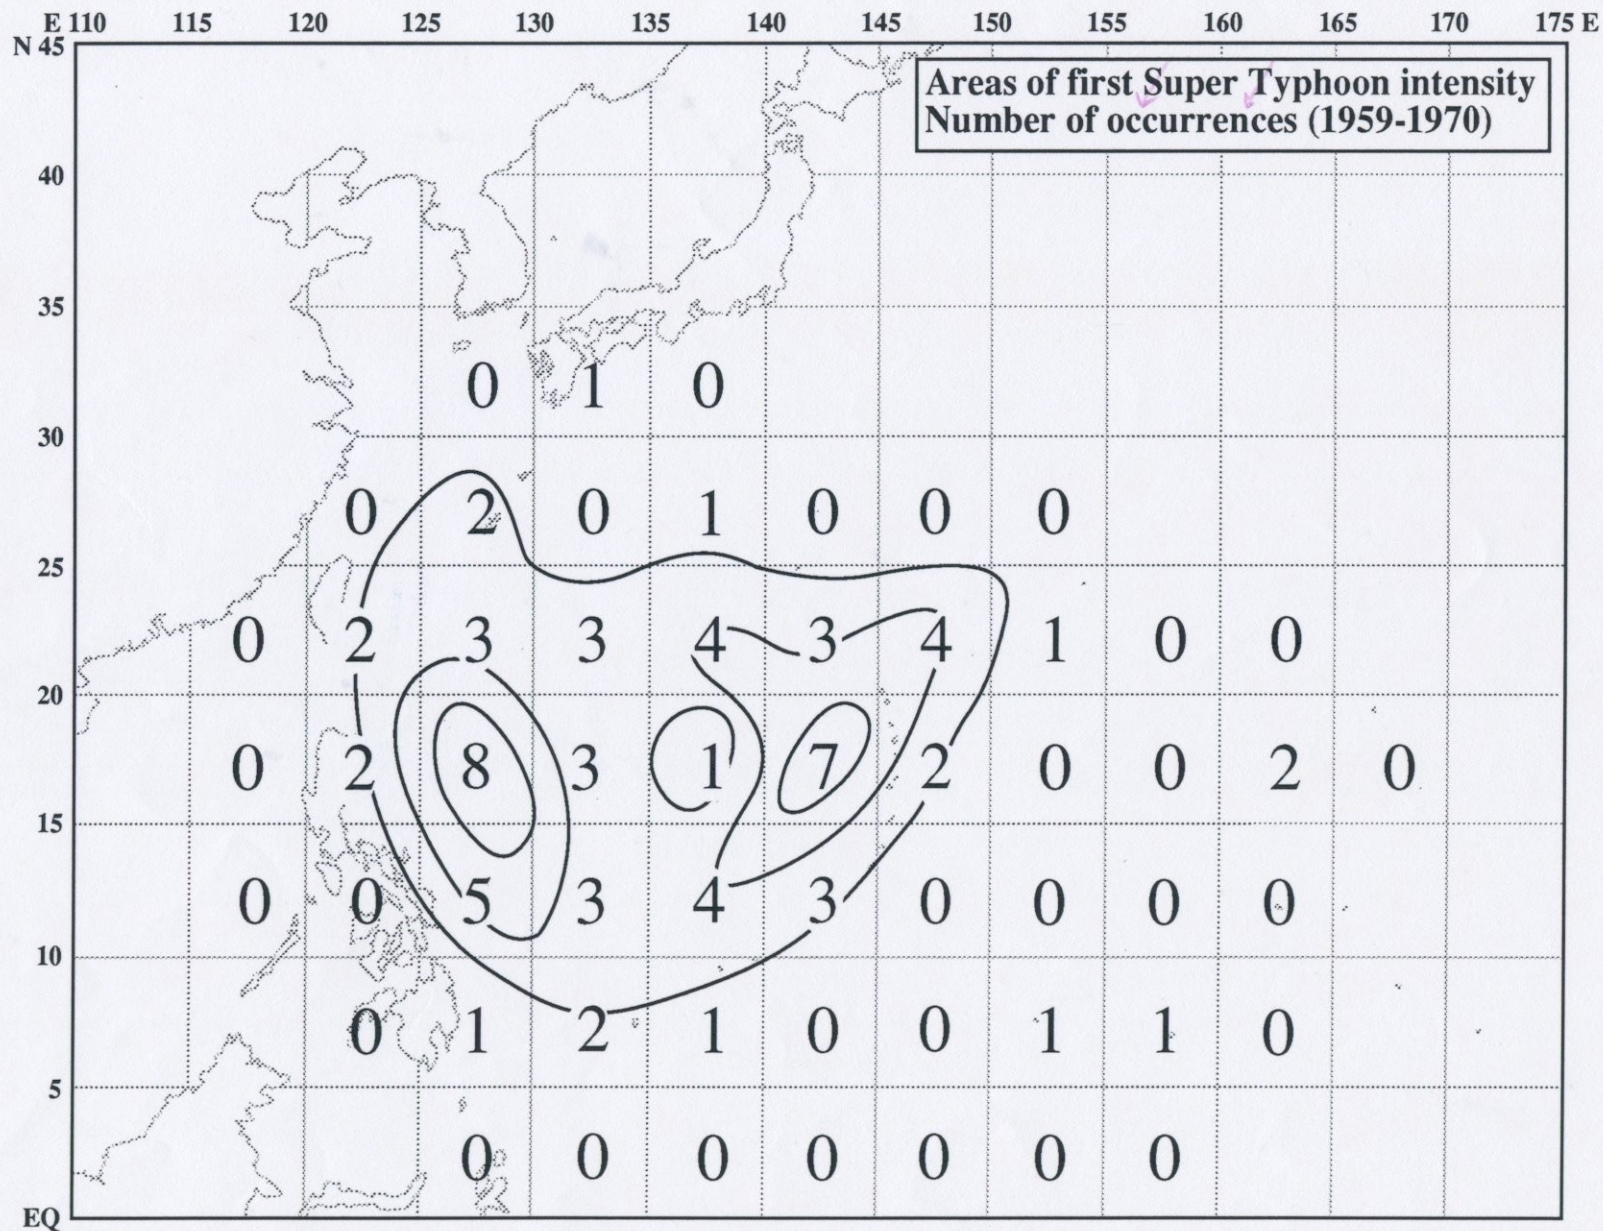 E 110 115 120 125 130 135 140 145 150 155 160 165 170 175 E
N 45
Areas of first Super Typhoon intensity
Number of occurrences (1959-1970)
40
35
0 1 0
30
0 2 0 1 0 0 0
25
0 2 3 3 4 3 4 1 0 0
20
0 2 8 3 1 7 2 0 0 2 0
15
0 0 5 3 4 3 0 0 0 0
10
0 1 2 1 0 0 1 1 0
5
0 0 0 0 0 0 0
EQ